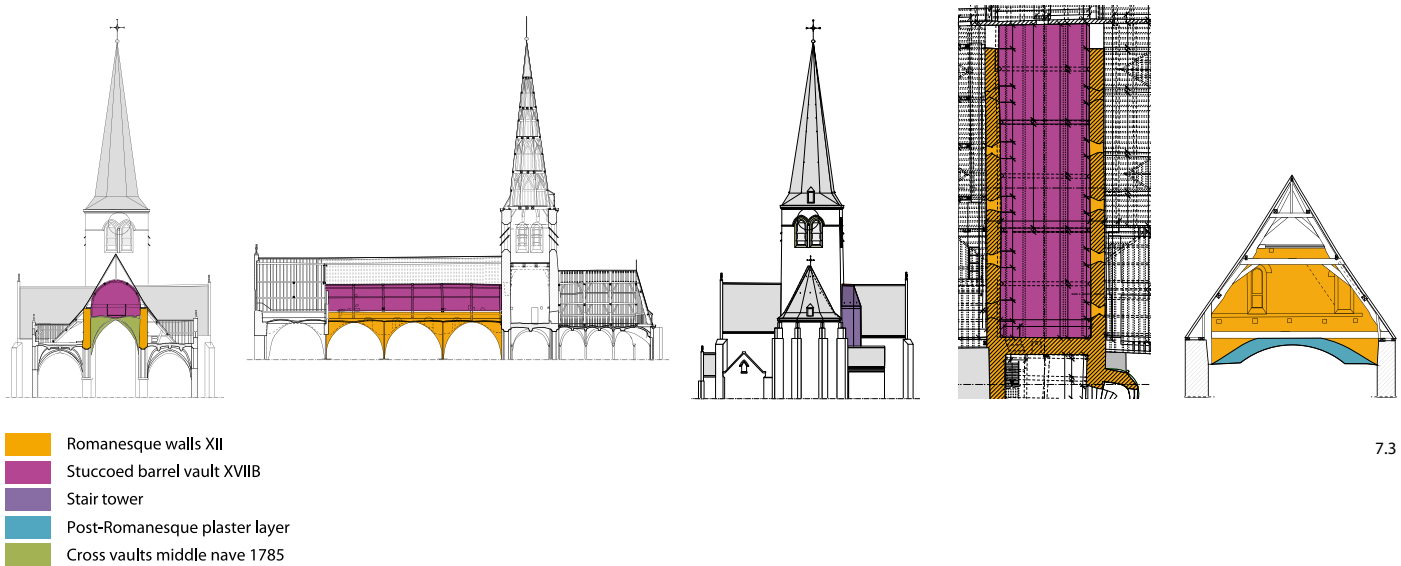 7.3
Romanesque walls XII
Stuccoed barrel vault XVIIB
Stair tower
Post-Romanesque plaster layer
Cross vaults middle nave 1785